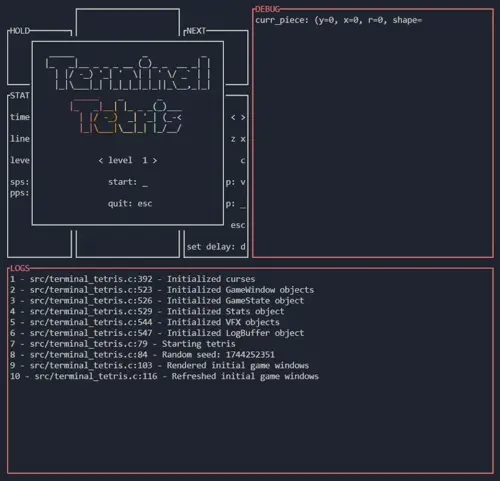 HOLD
NEXT
DEBUG
curr_piece: (y=0, x=0, r=0, shape=
Terminal
Tetris
STAT
time
< >
line
z x
leve
< level  1 >
c
sps:
start: _
p: v
pps:
quit: esc
p: _
esc
set delay: d
LOGS
1 - src/terminal_tetris.c:392 - Initialized curses
2 - src/terminal_tetris.c:523 - Initialized GameWindow objects
3 - src/terminal_tetris.c:526 - Initialized GameState object
4 - src/terminal_tetris.c:529 - Initialized Stats object
5 - src/terminal_tetris.c:544 - Initialized VFX objects
6 - src/terminal_tetris.c:547 - Initialized LogBuffer object
7 - src/terminal_tetris.c:79 - Starting tetris
8 - src/terminal_tetris.c:84 - Random seed: 1744252351
9 - src/terminal_tetris.c:103 - Rendered initial game windows
10 - src/terminal_tetris.c:116 - Refreshed initial game windows